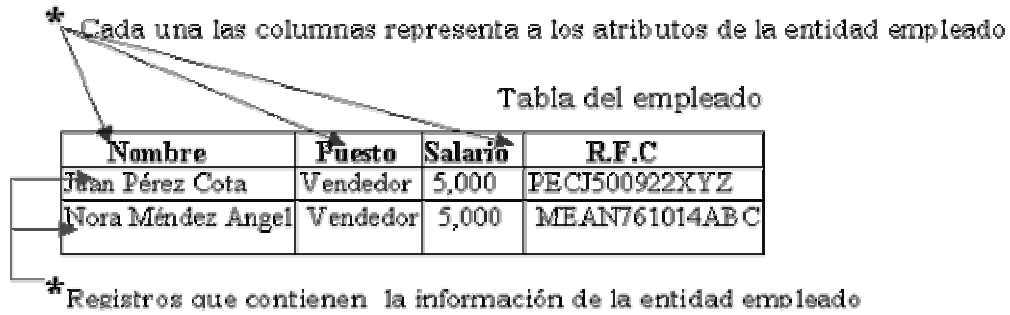 * Cada una las columnas representa a los atributos de la entidad empleado
Tabla del empleado
Nombre Puesto Salario R.F.C
Juan Pérez Cota Vendedor 5,000 PECJ500922XYZ
Nora Méndez Angel Vendedor 5,000 MEAN761014ABC
* Registros que contienen la información de la entidad empleado